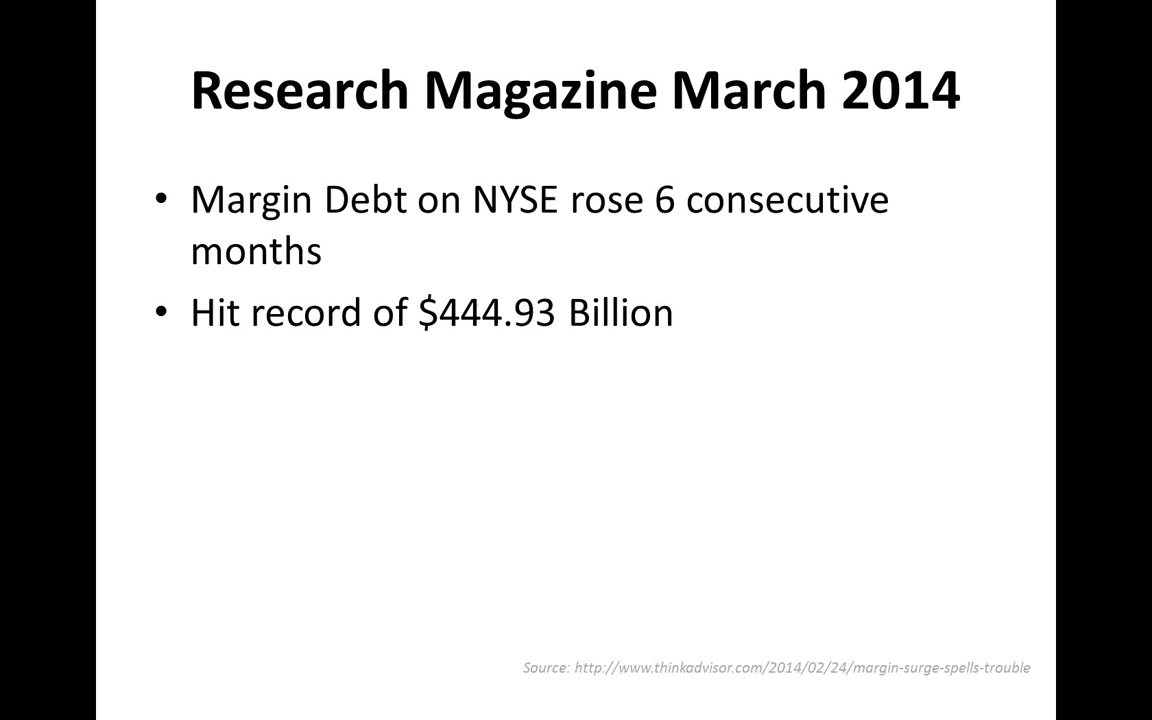 Research Magazine March 2014
• Margin Debt on NYSE rose 6 consecutive
months
• Hit record of $444.93 Billion
Source: http://www.thinkadvisor.com/2014/02/24/margin-surge-spells-trouble